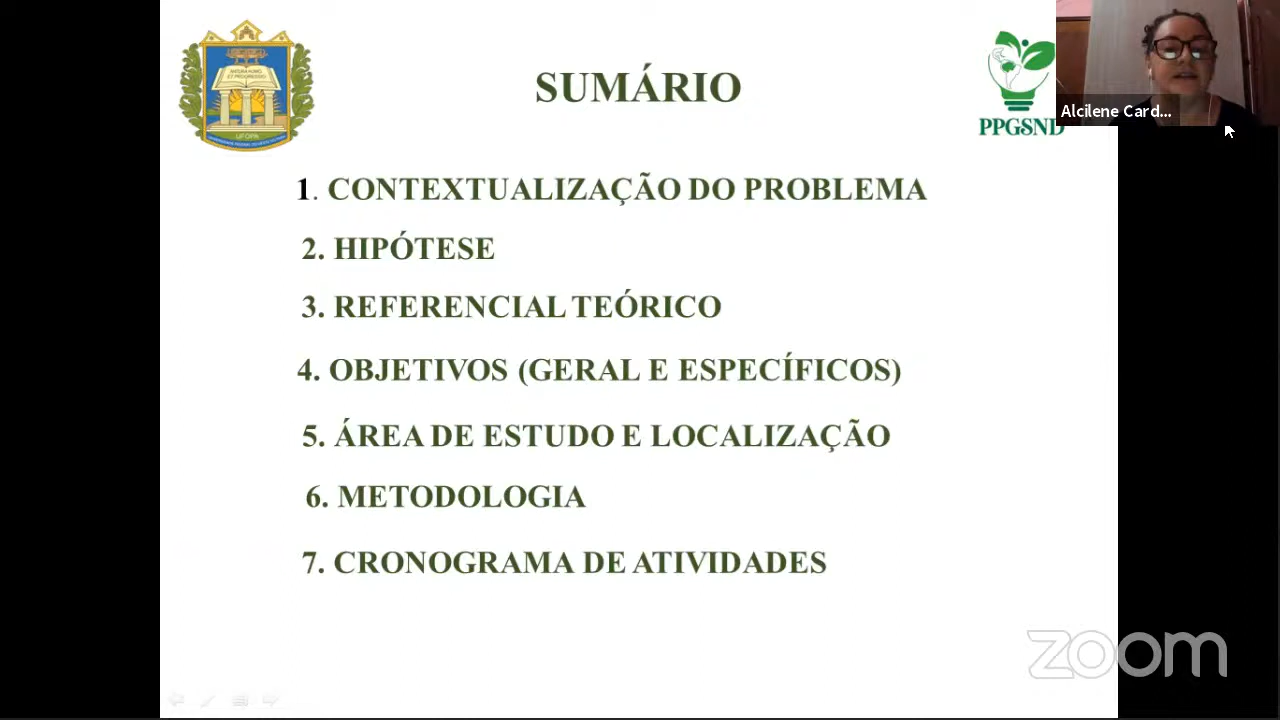 SUMÁRIO
PPGSND
Alcilene Card...
UFOPA
1. CONTEXTUALIZAÇÃO DO PROBLEMA
2. HIPÓTESE
3. REFERENCIAL TEÓRICO
4. OBJETIVOS (GERAL E ESPECÍFICOS)
5. ÁREA DE ESTUDO E LOCALIZAÇÃO
6. METODOLOGIA
7. CRONOGRAMA DE ATIVIDADES
zoom